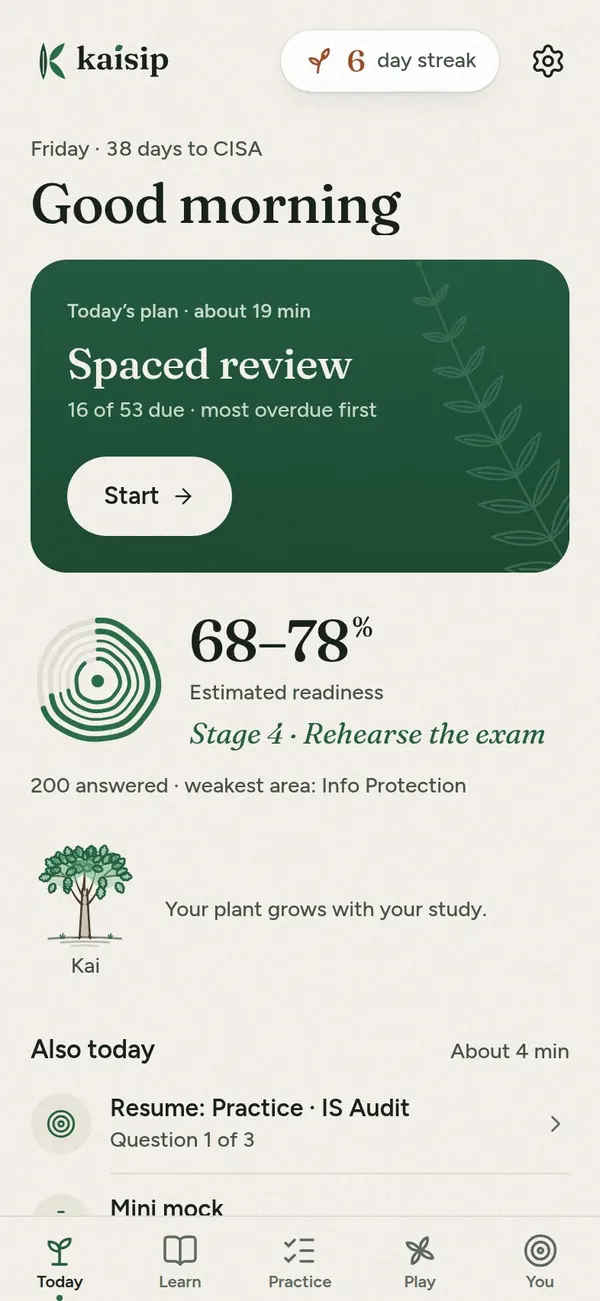 kaisip
6 day streak
Friday · 38 days to CISA
Good morning
Today’s plan · about 19 min
Spaced review
16 of 53 due · most overdue first
Start →
68–78%
Estimated readiness
Stage 4 · Rehearse the exam
200 answered · weakest area: Info Protection
Your plant grows with your study.
Kai
Also today
About 4 min
Resume: Practice · IS Audit
Question 1 of 3
Mini mock
Today
Learn
Practice
Play
You